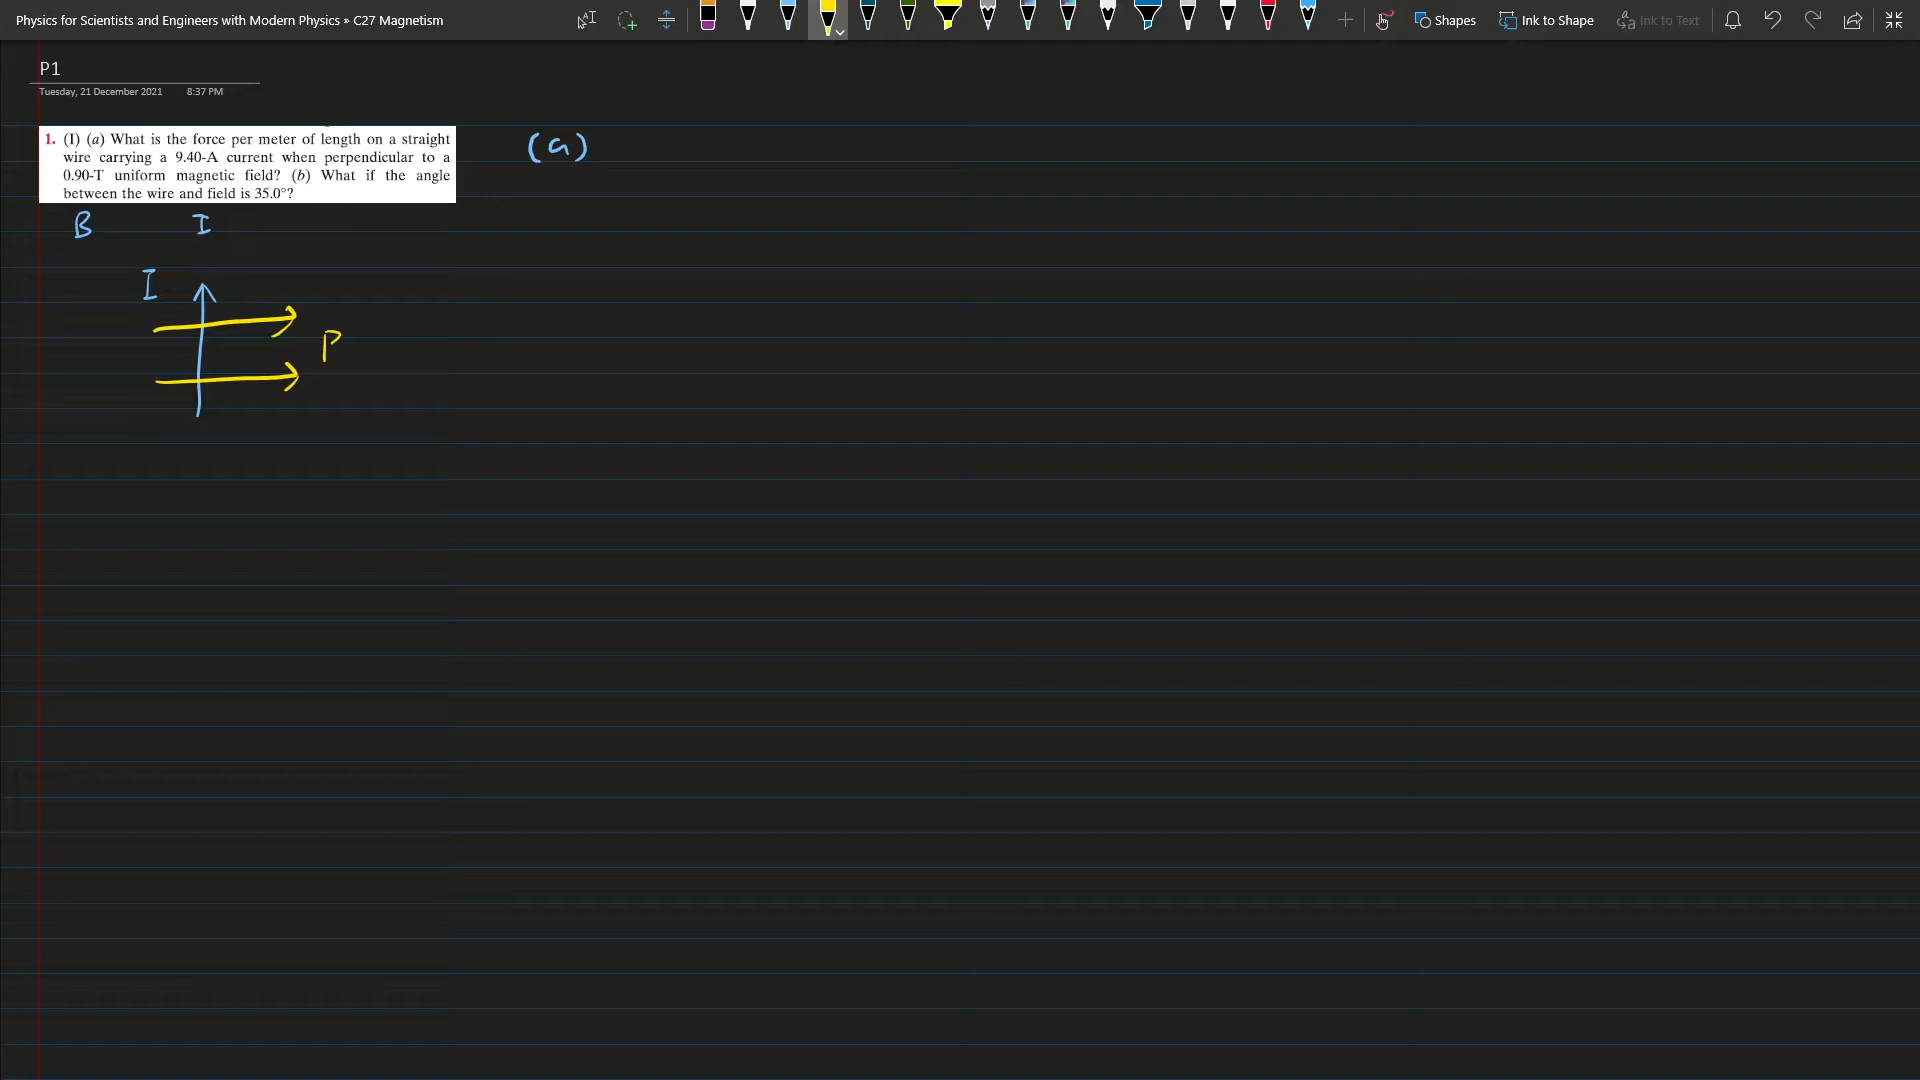 Physics for Scientists and Engineers with Modern Physics » C27 Magnetism
Shapes
Ink to Shape
Ink to Text
P1
Tuesday, 21 December 2021 8:37 PM
1. (I) (a) What is the force per meter of length on a straight
wire carrying a 9.40-A current when perpendicular to a
0.90-T uniform magnetic field? (b) What if the angle
between the wire and field is 35.0°?
(a)
B I
I
P